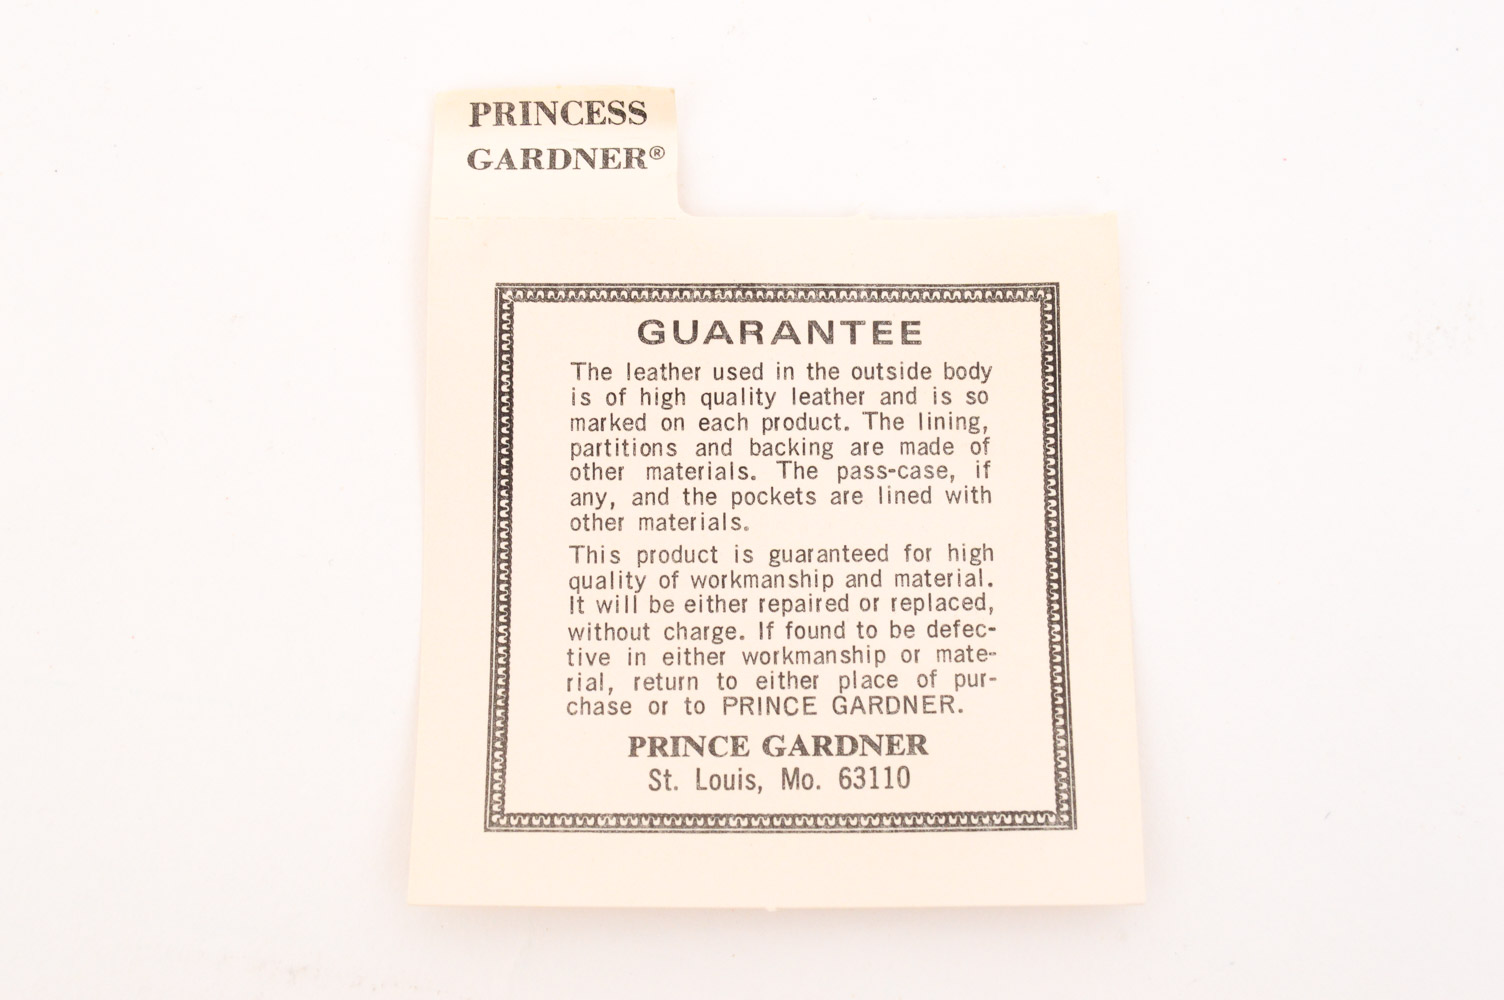 PRINCESS
GARDNER®
GUARANTEE
The leather used in the outside body
is of high quality leather and is so
marked on each product. The lining,
partitions and backing are made of
other materials. The pass-case, if
any, and the pockets are lined with
other materials.
This product is guaranteed for high
quality of workmanship and material.
It will be either repaired or replaced,
without charge. If found to be defec-
tive in either workmanship or mate-
rial, return to either place of pur-
chase or to PRINCE GARDNER.
PRINCE GARDNER
St. Louis, Mo. 63110